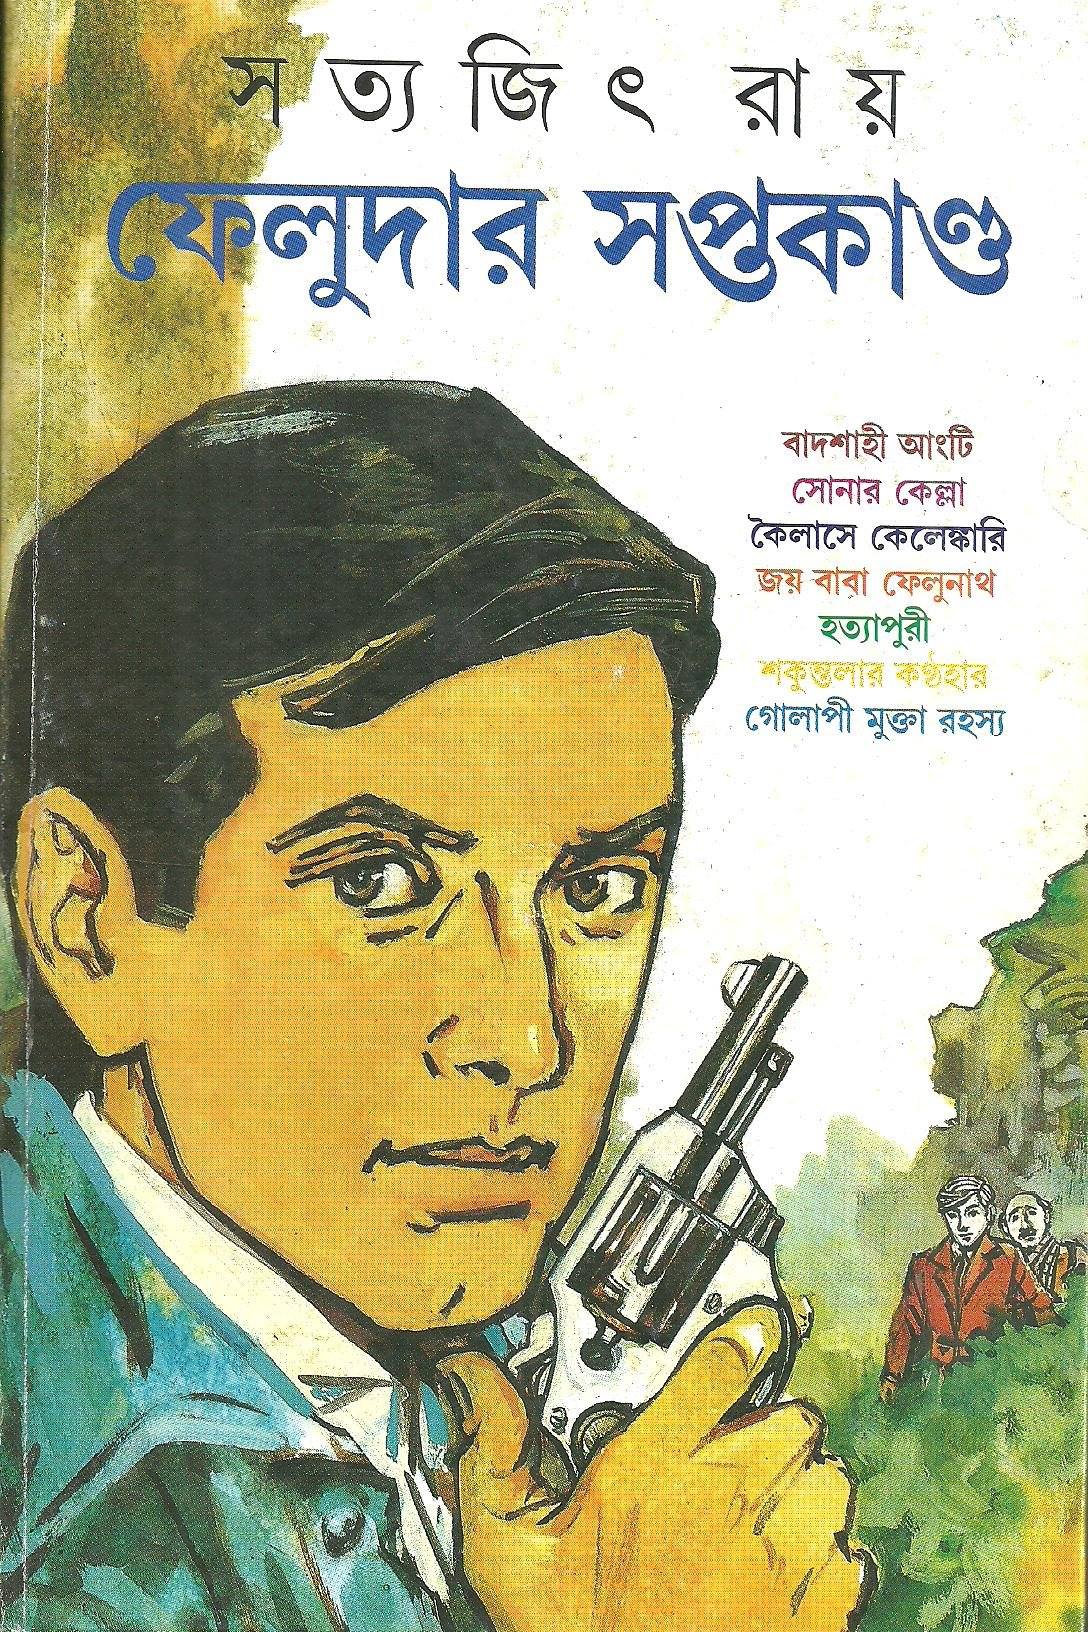 সত্যজিৎ রায়
ফেলুদার সপ্তকাণ্ড
বাদশাহী আংটি
সোনার কেল্লা
কৈলাসে কেলেঙ্কারি
জয় বাবা ফেলুনাথ
হত্যাপুরী
শকুন্তলার কণ্ঠহার
গোলাপী মুক্তা রহস্য